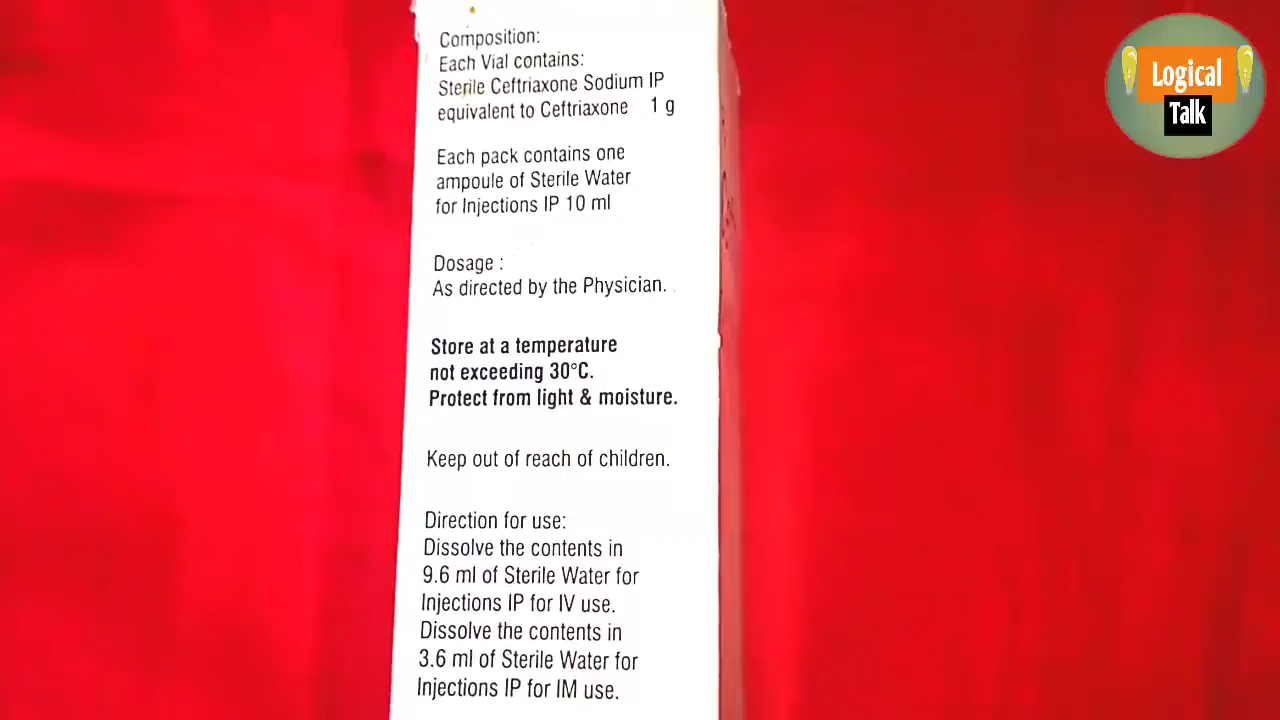 Composition:
Each Vial contains:
Sterile Ceftriaxone Sodium IP
equivalent to Ceftriaxone 1 g
Each pack contains one
ampoule of Sterile Water
for Injections IP 10 ml
Dosage :
As directed by the Physician.
Store at a temperature
not exceeding 30°C.
Protect from light & moisture.
Keep out of reach of children.
Direction for use:
Dissolve the contents in
9.6 ml of Sterile Water for
Injections IP for IV use.
Dissolve the contents in
3.6 ml of Sterile Water for
Injections IP for IM use.
Logical
Talk